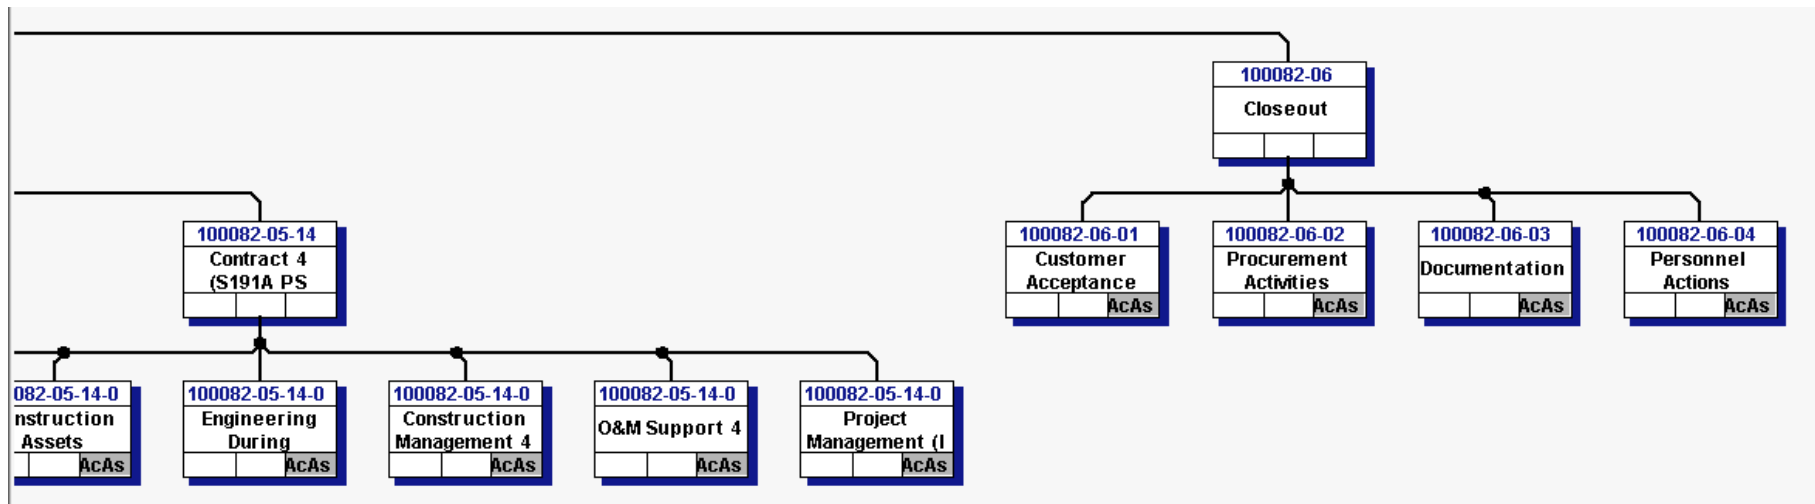 100082-06
Closeout
100082-05-14
Contract 4
(S191A PS
100082-06-01
Customer
Acceptance
AcAs
100082-06-02
Procurement
Activities
AcAs
100082-06-03
Documentation
AcAs
100082-06-04
Personnel
Actions
AcAs
082-05-14-0
nstruction
Assets
AcAs
100082-05-14-0
Engineering
During
AcAs
100082-05-14-0
Construction
Management 4
AcAs
100082-05-14-0
O&M Support 4
AcAs
100082-05-14-0
Project
Management (I
AcAs